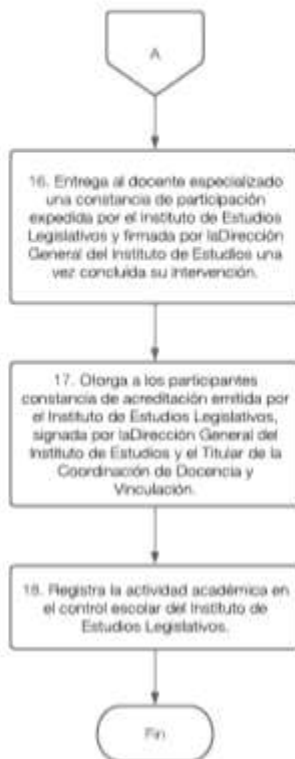 A
16. Entrega al docente especializado
una constancia de participación
expedida por el Instituto de Estudios
Legislativos y firmada por laDirección
General del Instituto de Estudios una
vez concluida su intervención.
17. Otorga a los participantes
constancia de acreditación emitida por
el Instituto de Estudios Legislativos,
signada por laDirección General del
Instituto de Estudios y el Titular de la
Coordinación de Docencia y
Vinculación.
18. Registra la actividad académica en
el control escolar del Instituto de
Estudios Legislativos.
Fin